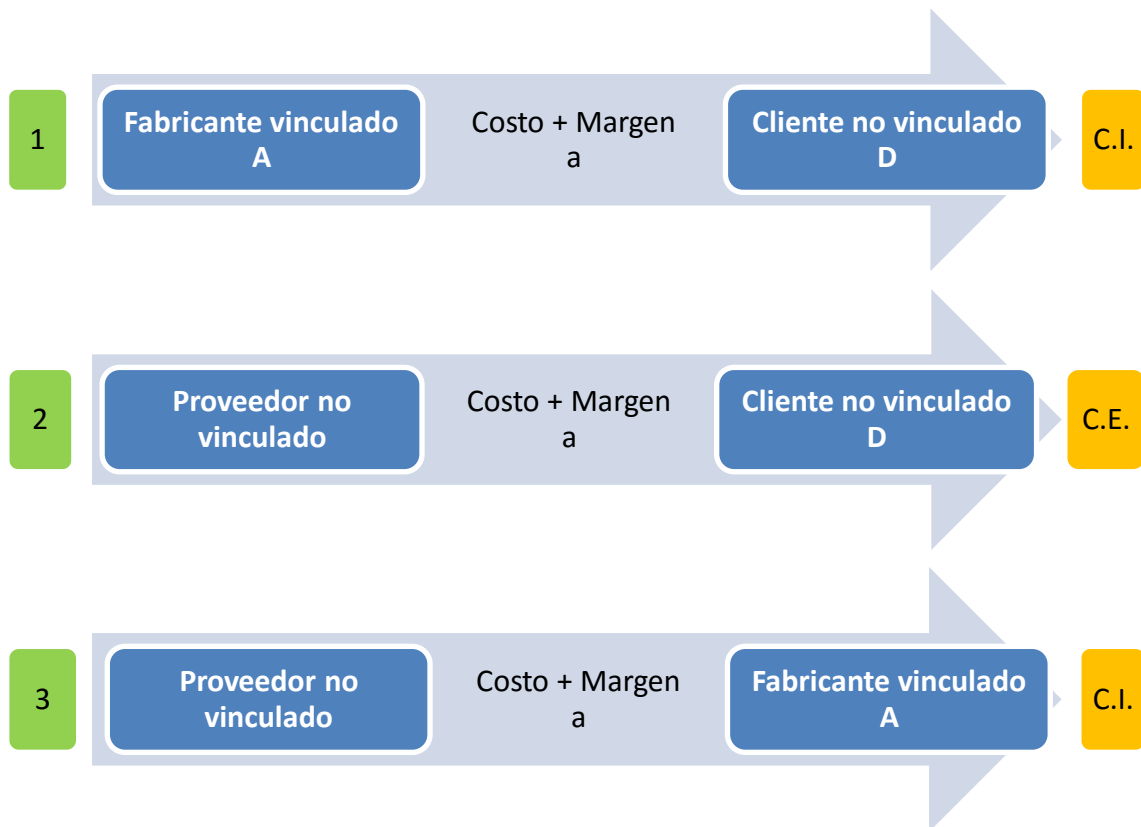 1
Fabricante vinculado
A
Costo + Margen
a
Cliente no vinculado
D
C.I.
2
Proveedor no
vinculado
Costo + Margen
a
Cliente no vinculado
D
C.E.
3
Proveedor no
vinculado
Costo + Margen
a
Fabricante vinculado
A
C.I.